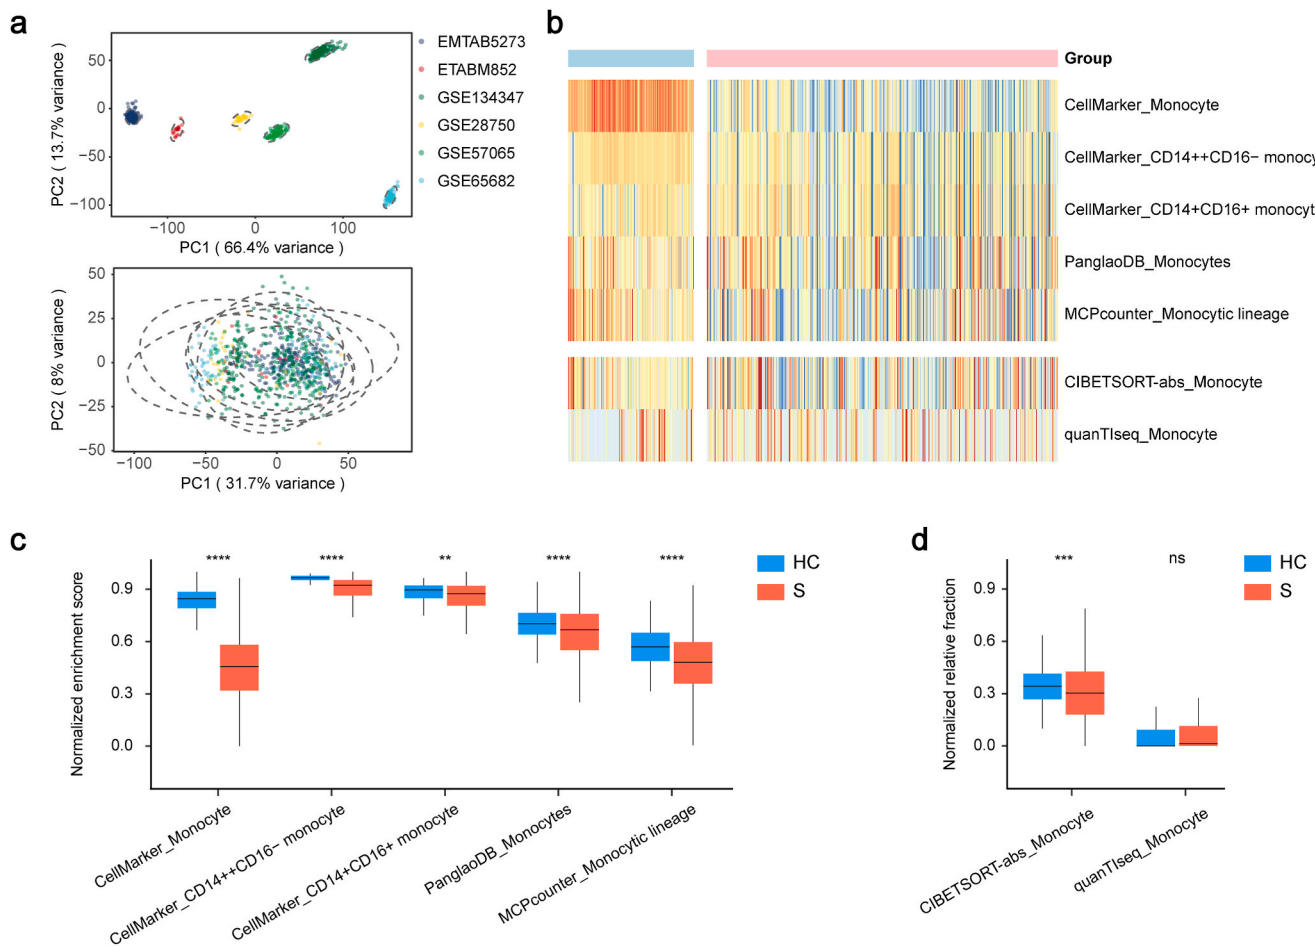 a
PC2 ( 13.7% variance)
50
0
−50
−100
−100
0
100
PC1 ( 66.4% variance )
EMTAB5273
ETABM852
GSE134347
GSE28750
GSE57065
GSE65682
PC2 ( 8% variance)
50
25
0
−25
−50
−100
−50
0
50
PC1 ( 31.7% variance )
b
Group
CellMarker_Monocyte
CellMarker_CD14++CD16− monocy
CellMarker_CD14+CD16+ monocyt
PanglaoDB_Monocytes
MCPcounter_Monocytic lineage
CIBETSORT-abs_Monocyte
quanTIseq_Monocyte
c
Normalized enrichment score
0.9
0.6
0.3
0.0
****
****
**
****
****
HC
S
CellMarker_Monocyte
CellMarker_CD14++CD16− monocyte
CellMarker_CD14+CD16+ monocyte
PanglaoDB_Monocytes
MCPcounter_Monocytic lineage
d
Normalized relative fraction
0.9
0.6
0.3
0.0
***
ns
HC
S
CIBETSORT-abs_Monocyte
quanTIseq_Monocyte